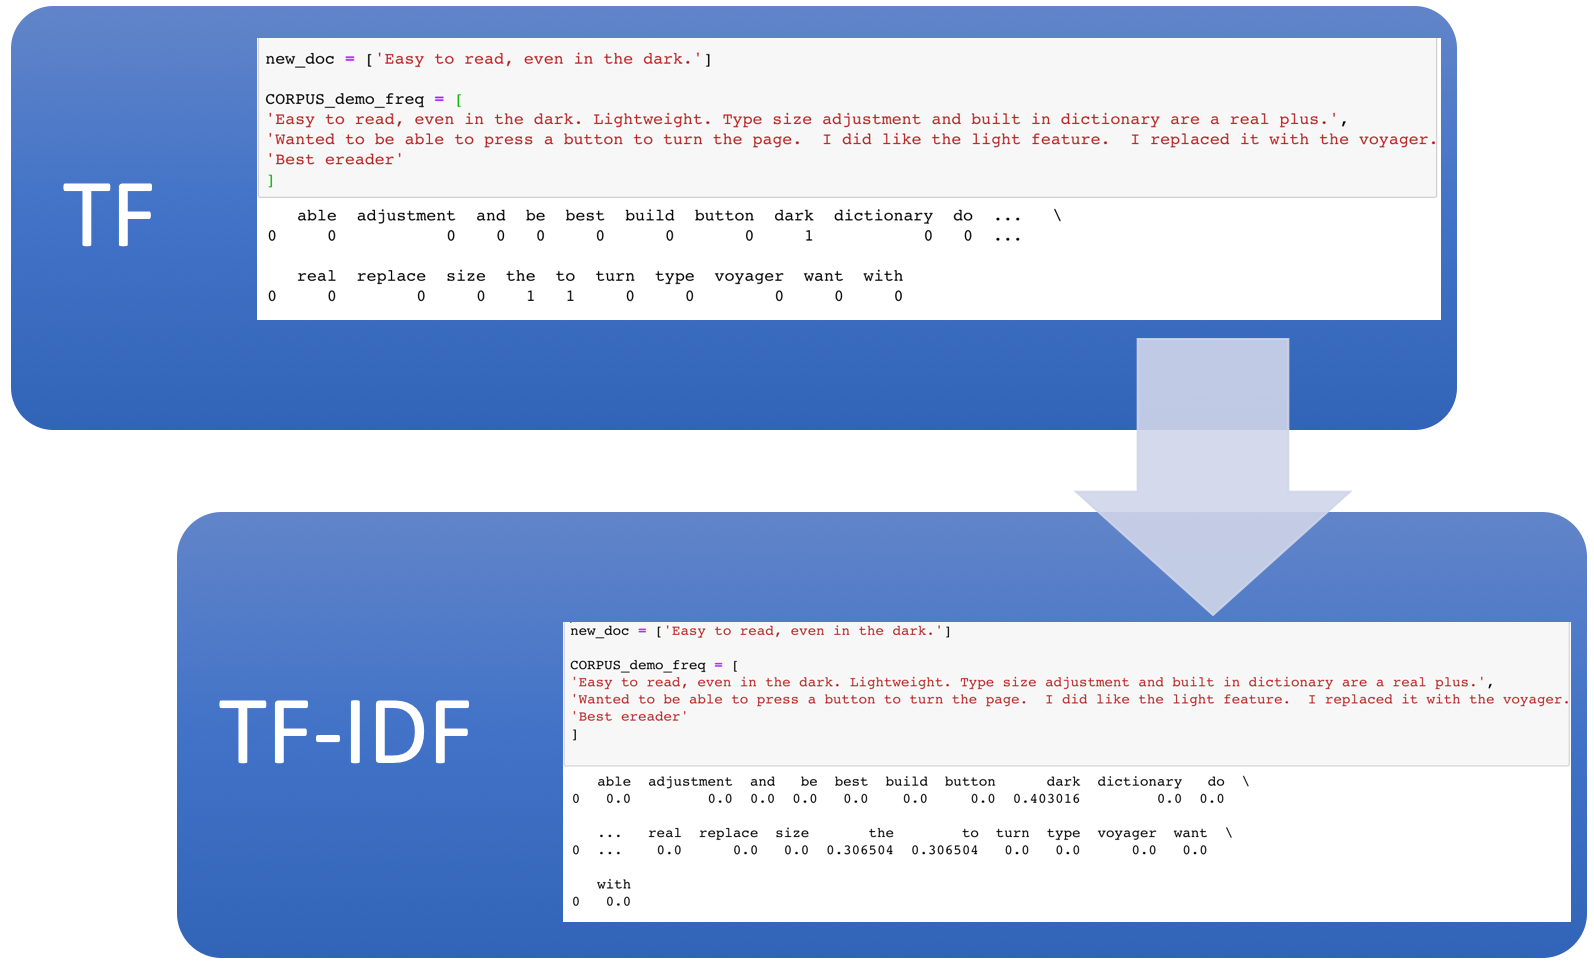 TF
new_doc = ['Easy to read, even in the dark.']
CORPUS_demo_freq = [
'Easy to read, even in the dark. Lightweight. Type size adjustment and built in dictionary are a real plus.',
'Wanted to be able to press a button to turn the page.  I did like the light feature.  I replaced it with the voyager.
'Best ereader'
]
able adjustment and be best build button dark dictionary do ... \
0 0 0 0 0 0 0 0 1 0 0 ...
real replace size the to turn type voyager want with
0 0 0 0 1 1 0 0 0 0 0
TF-IDF
new_doc = ['Easy to read, even in the dark.']
CORPUS_demo_freq = [
'Easy to read, even in the dark. Lightweight. Type size adjustment and built in dictionary are a real plus.',
'Wanted to be able to press a button to turn the page.  I did like the light feature.  I replaced it with the voyager.
'Best ereader'
]
able adjustment and be best build button dark dictionary do \
0 0.0 0.0 0.0 0.0 0.0 0.0 0.0 0.403016 0.0 0.0
... real replace size the to turn type voyager want \
0 ... 0.0 0.0 0.0 0.306504 0.306504 0.0 0.0 0.0 0.0
with
0 0.0